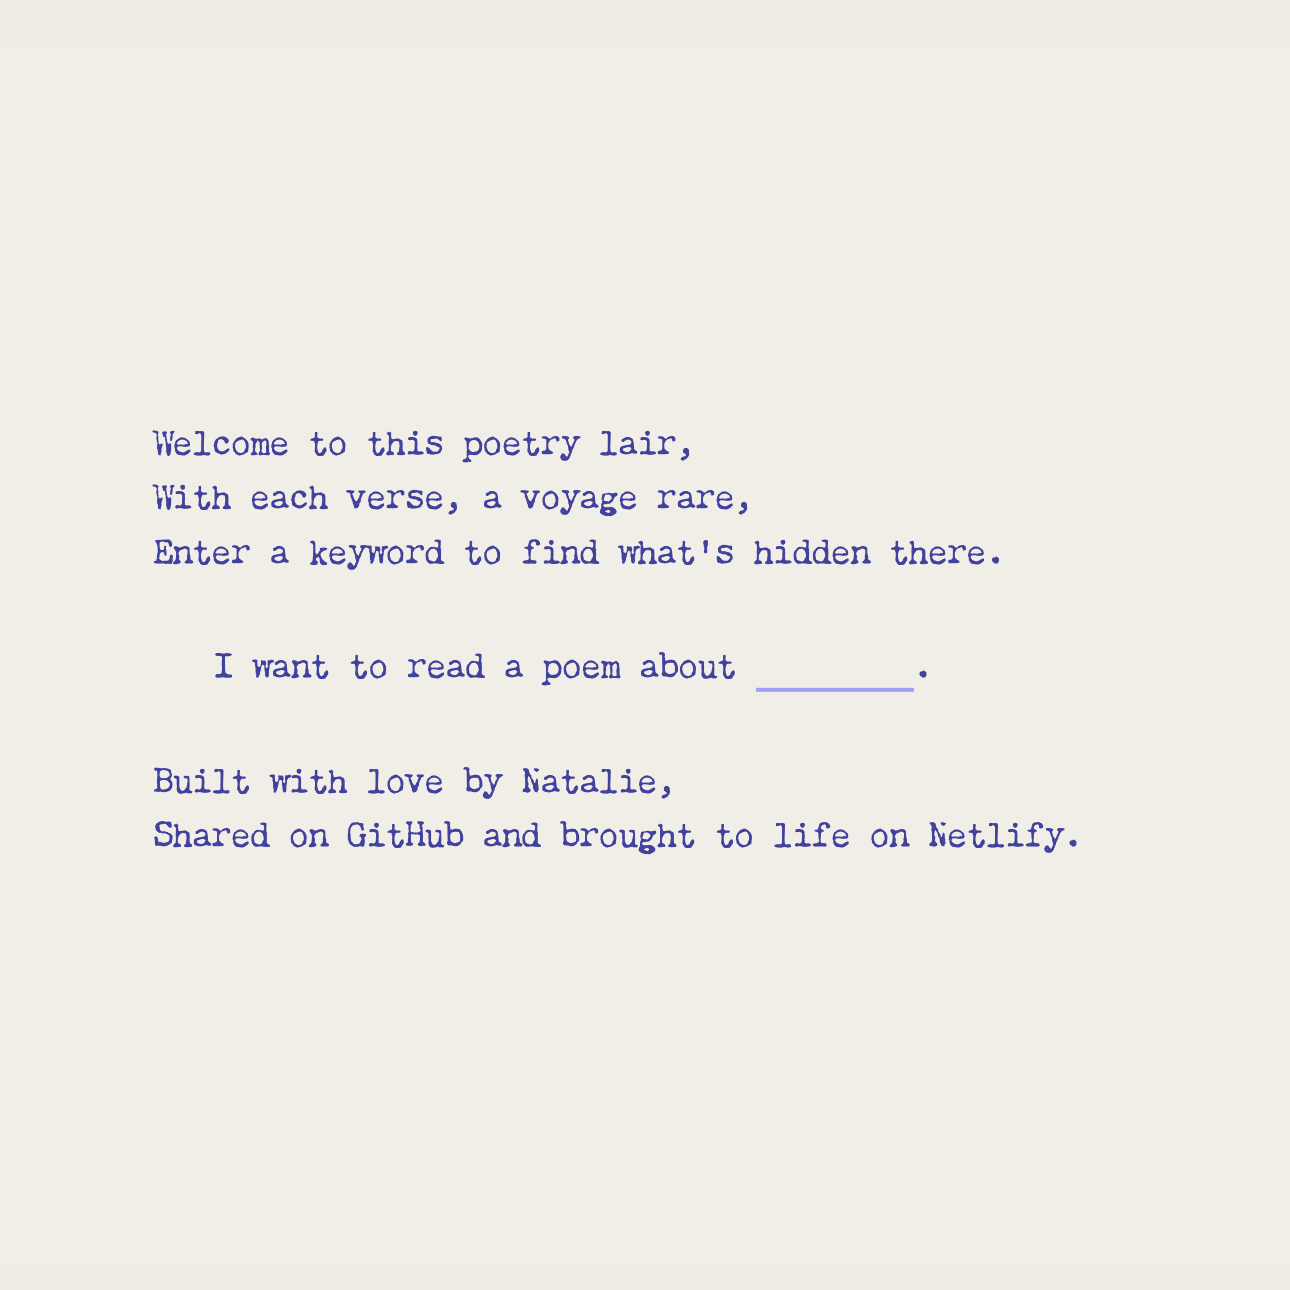 Welcome to this poetry lair,
With each verse, a voyage rare,
Enter a keyword to find what's hidden there.
I want to read a poem about .
Built with love by Natalie,
Shared on GitHub and brought to life on Netlify.